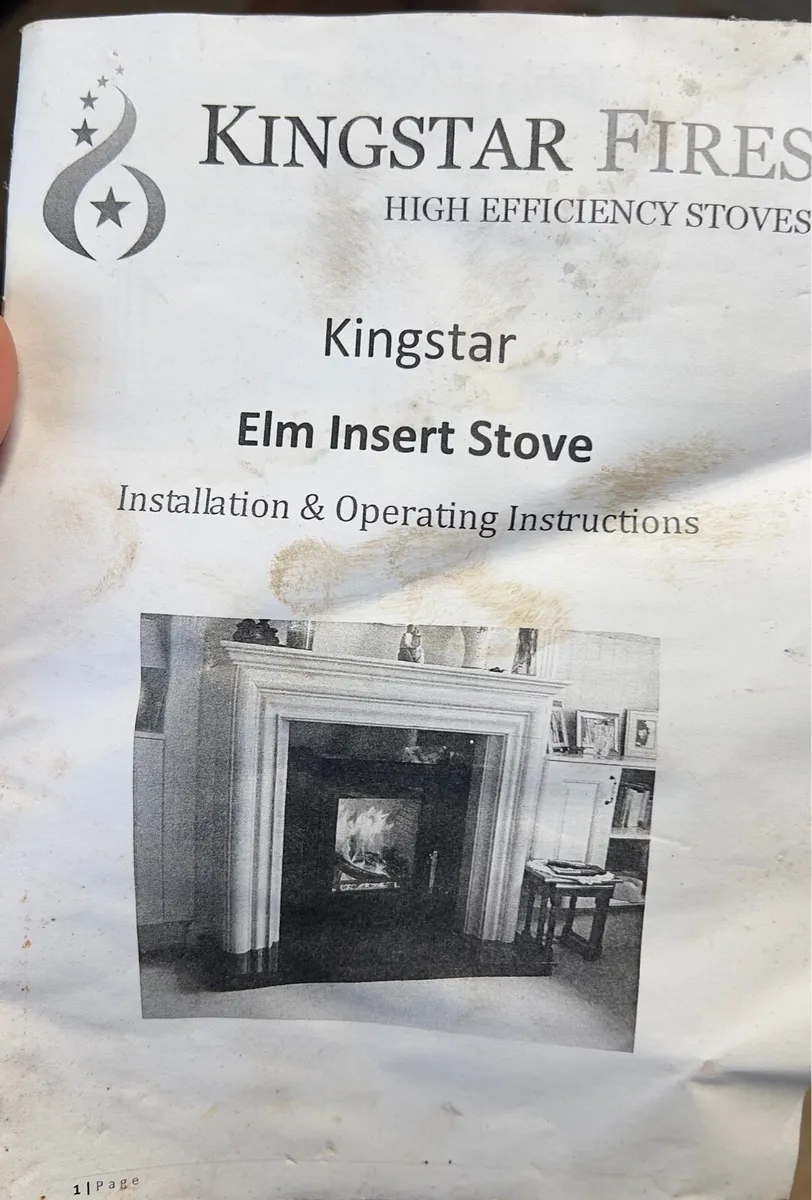 KINGSTAR FIRES
HIGH EFFICIENCY STOVES
Kingstar
Elm Insert Stove
Installation & Operating Instructions
1 | Page